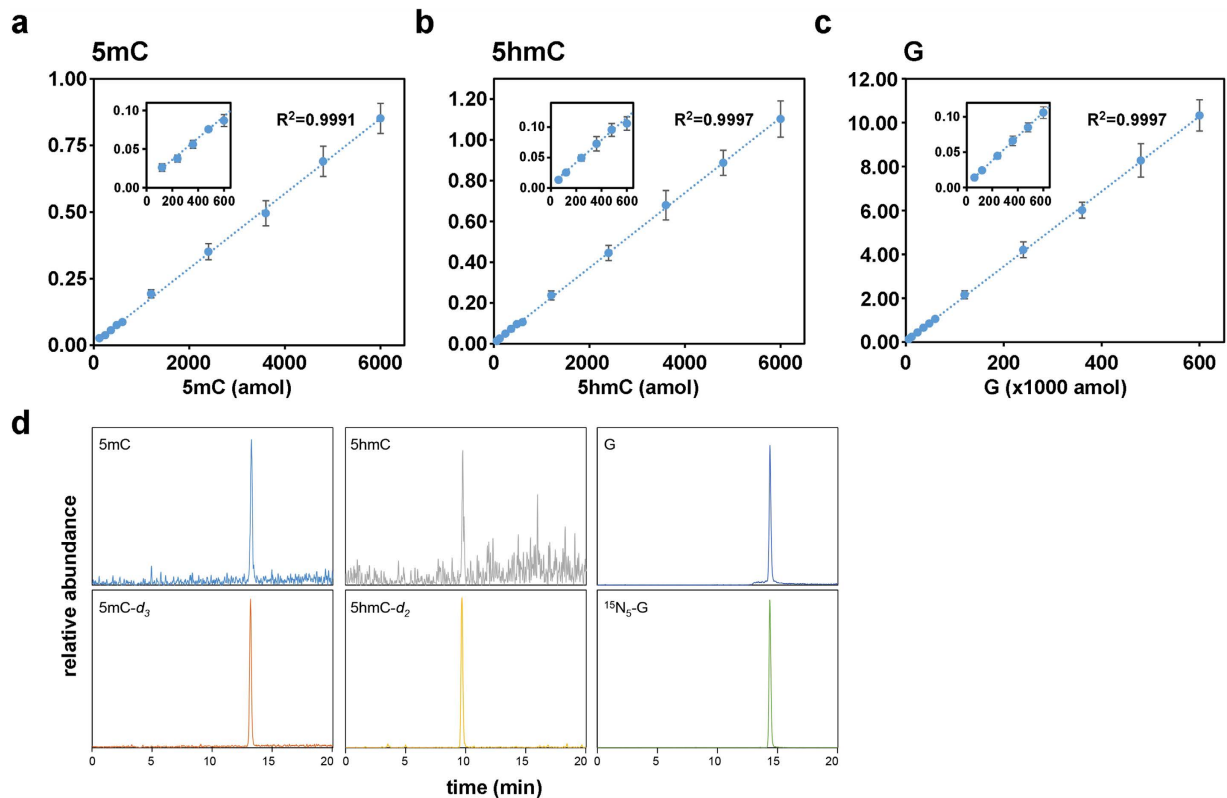 a
5mC
1.00
0.75
0.50
0.25
0.00
0.10
0.05
0.00
0 200 400 600
R²=0.9991
0 2000 4000 6000
5mC (amol)
b
5hmC
1.20
1.00
0.80
0.60
0.40
0.20
0.00
0.10
0.05
0.00
0 200 400 600
R²=0.9997
0 2000 4000 6000
5hmC (amol)
c
G
12.00
10.00
8.00
6.00
4.00
2.00
0.00
0.10
0.05
0.00
0 200 400 600
R²=0.9997
0 200 400 600
G (x1000 amol)
d
relative abundance
5mC
5hmC
G
5mC-d₃
5hmC-d₂
¹⁵N₅-G
0 5 10 15 20
0 5 10 15 20
0 5 10 15 20
time (min)